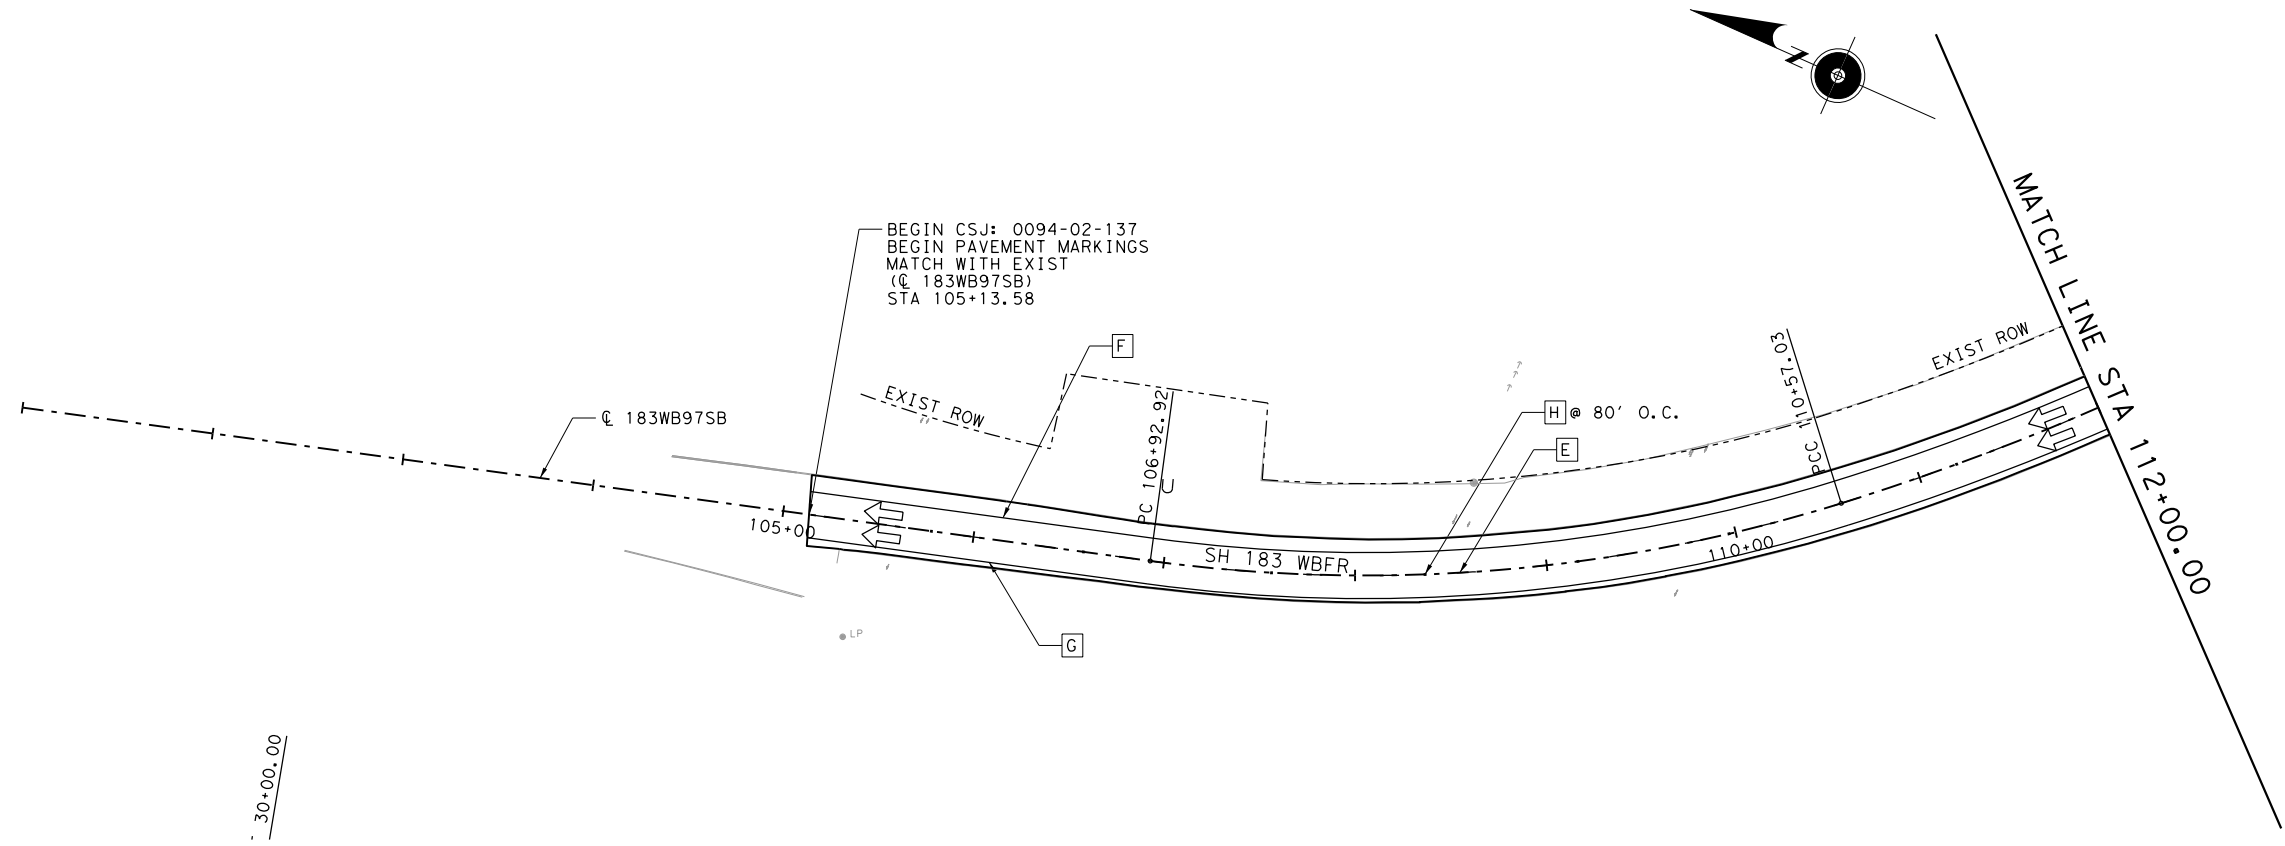 N
BEGIN CSJ: 0094-02-137
BEGIN PAVEMENT MARKINGS
MATCH WITH EXIST
(℄ 183WB97SB)
STA 105+13.58
MATCH LINE STA 112+00.00
F
EXIST ROW
EXIST ROW
℄ 183WB97SB
H @ 80' O.C.
E
PC 106+92.92
PCC 110+57.03
105+00
SH 183 WBFR
110+00
G
LP
30+00.00